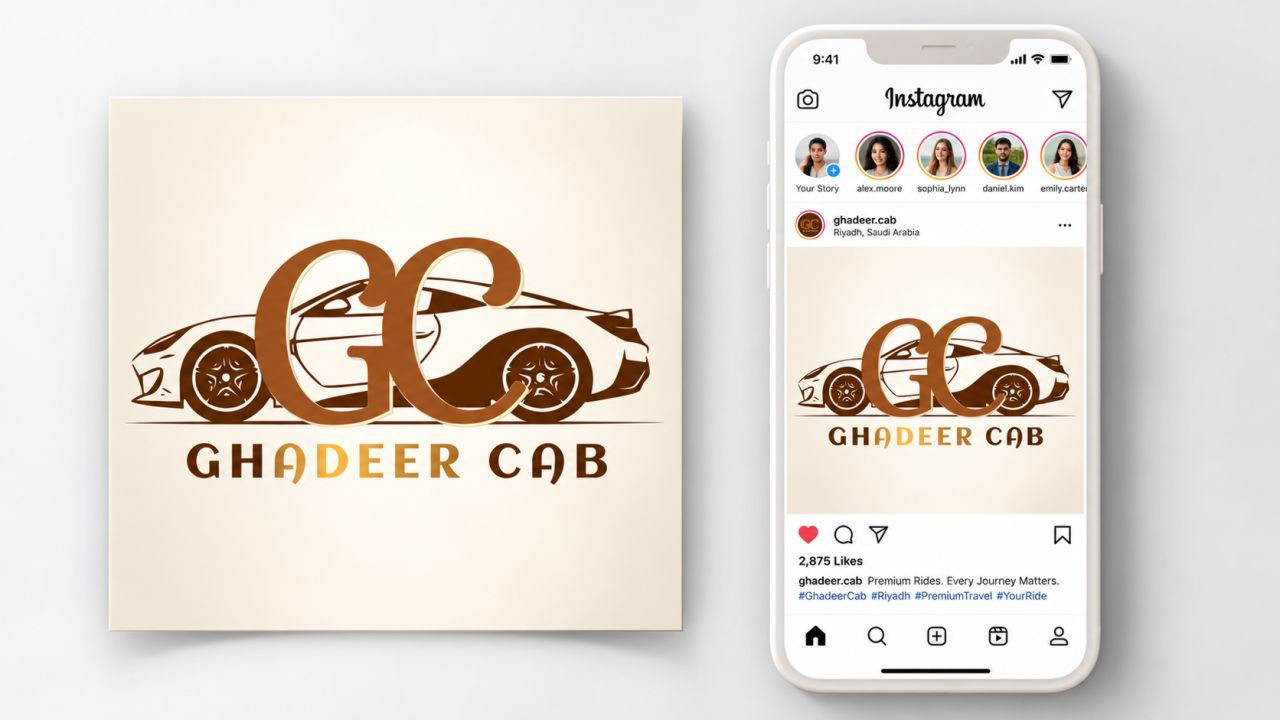 GC
GHADEER CAB
9:41
Instagram
Your Story
alex.moore
sophia_lynn
daniel.kim
emily.carter
ghadeer.cab
Riyadh, Saudi Arabia
GC
GHADEER CAB
2,875 Likes
ghadeer.cab Premium Rides. Every Journey Matters.
#GhadeerCab #Riyadh #PremiumTravel #YourRide